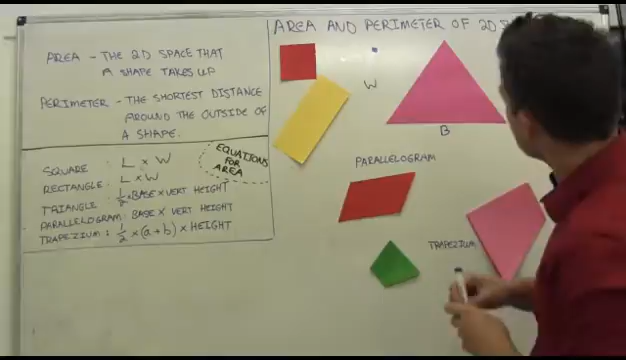 AREA AND PERIMETER OF 2D
AREA - THE 2D SPACE THAT
A SHAPE TAKES UP
PERIMETER - THE SHORTEST DISTANCE
AROUND THE OUTSIDE OF
A SHAPE.
EQUATIONS
FOR
AREA
SQUARE : L x W
RECTANGLE : L x W
TRIANGLE : 1/2 x BASE x VERT HEIGHT
PARALLELOGRAM : BASE x VERT HEIGHT
TRAPEZIUM : 1/2 x (a + b) x HEIGHT
W
B
PARALLELOGRAM
TRAPEZIUM